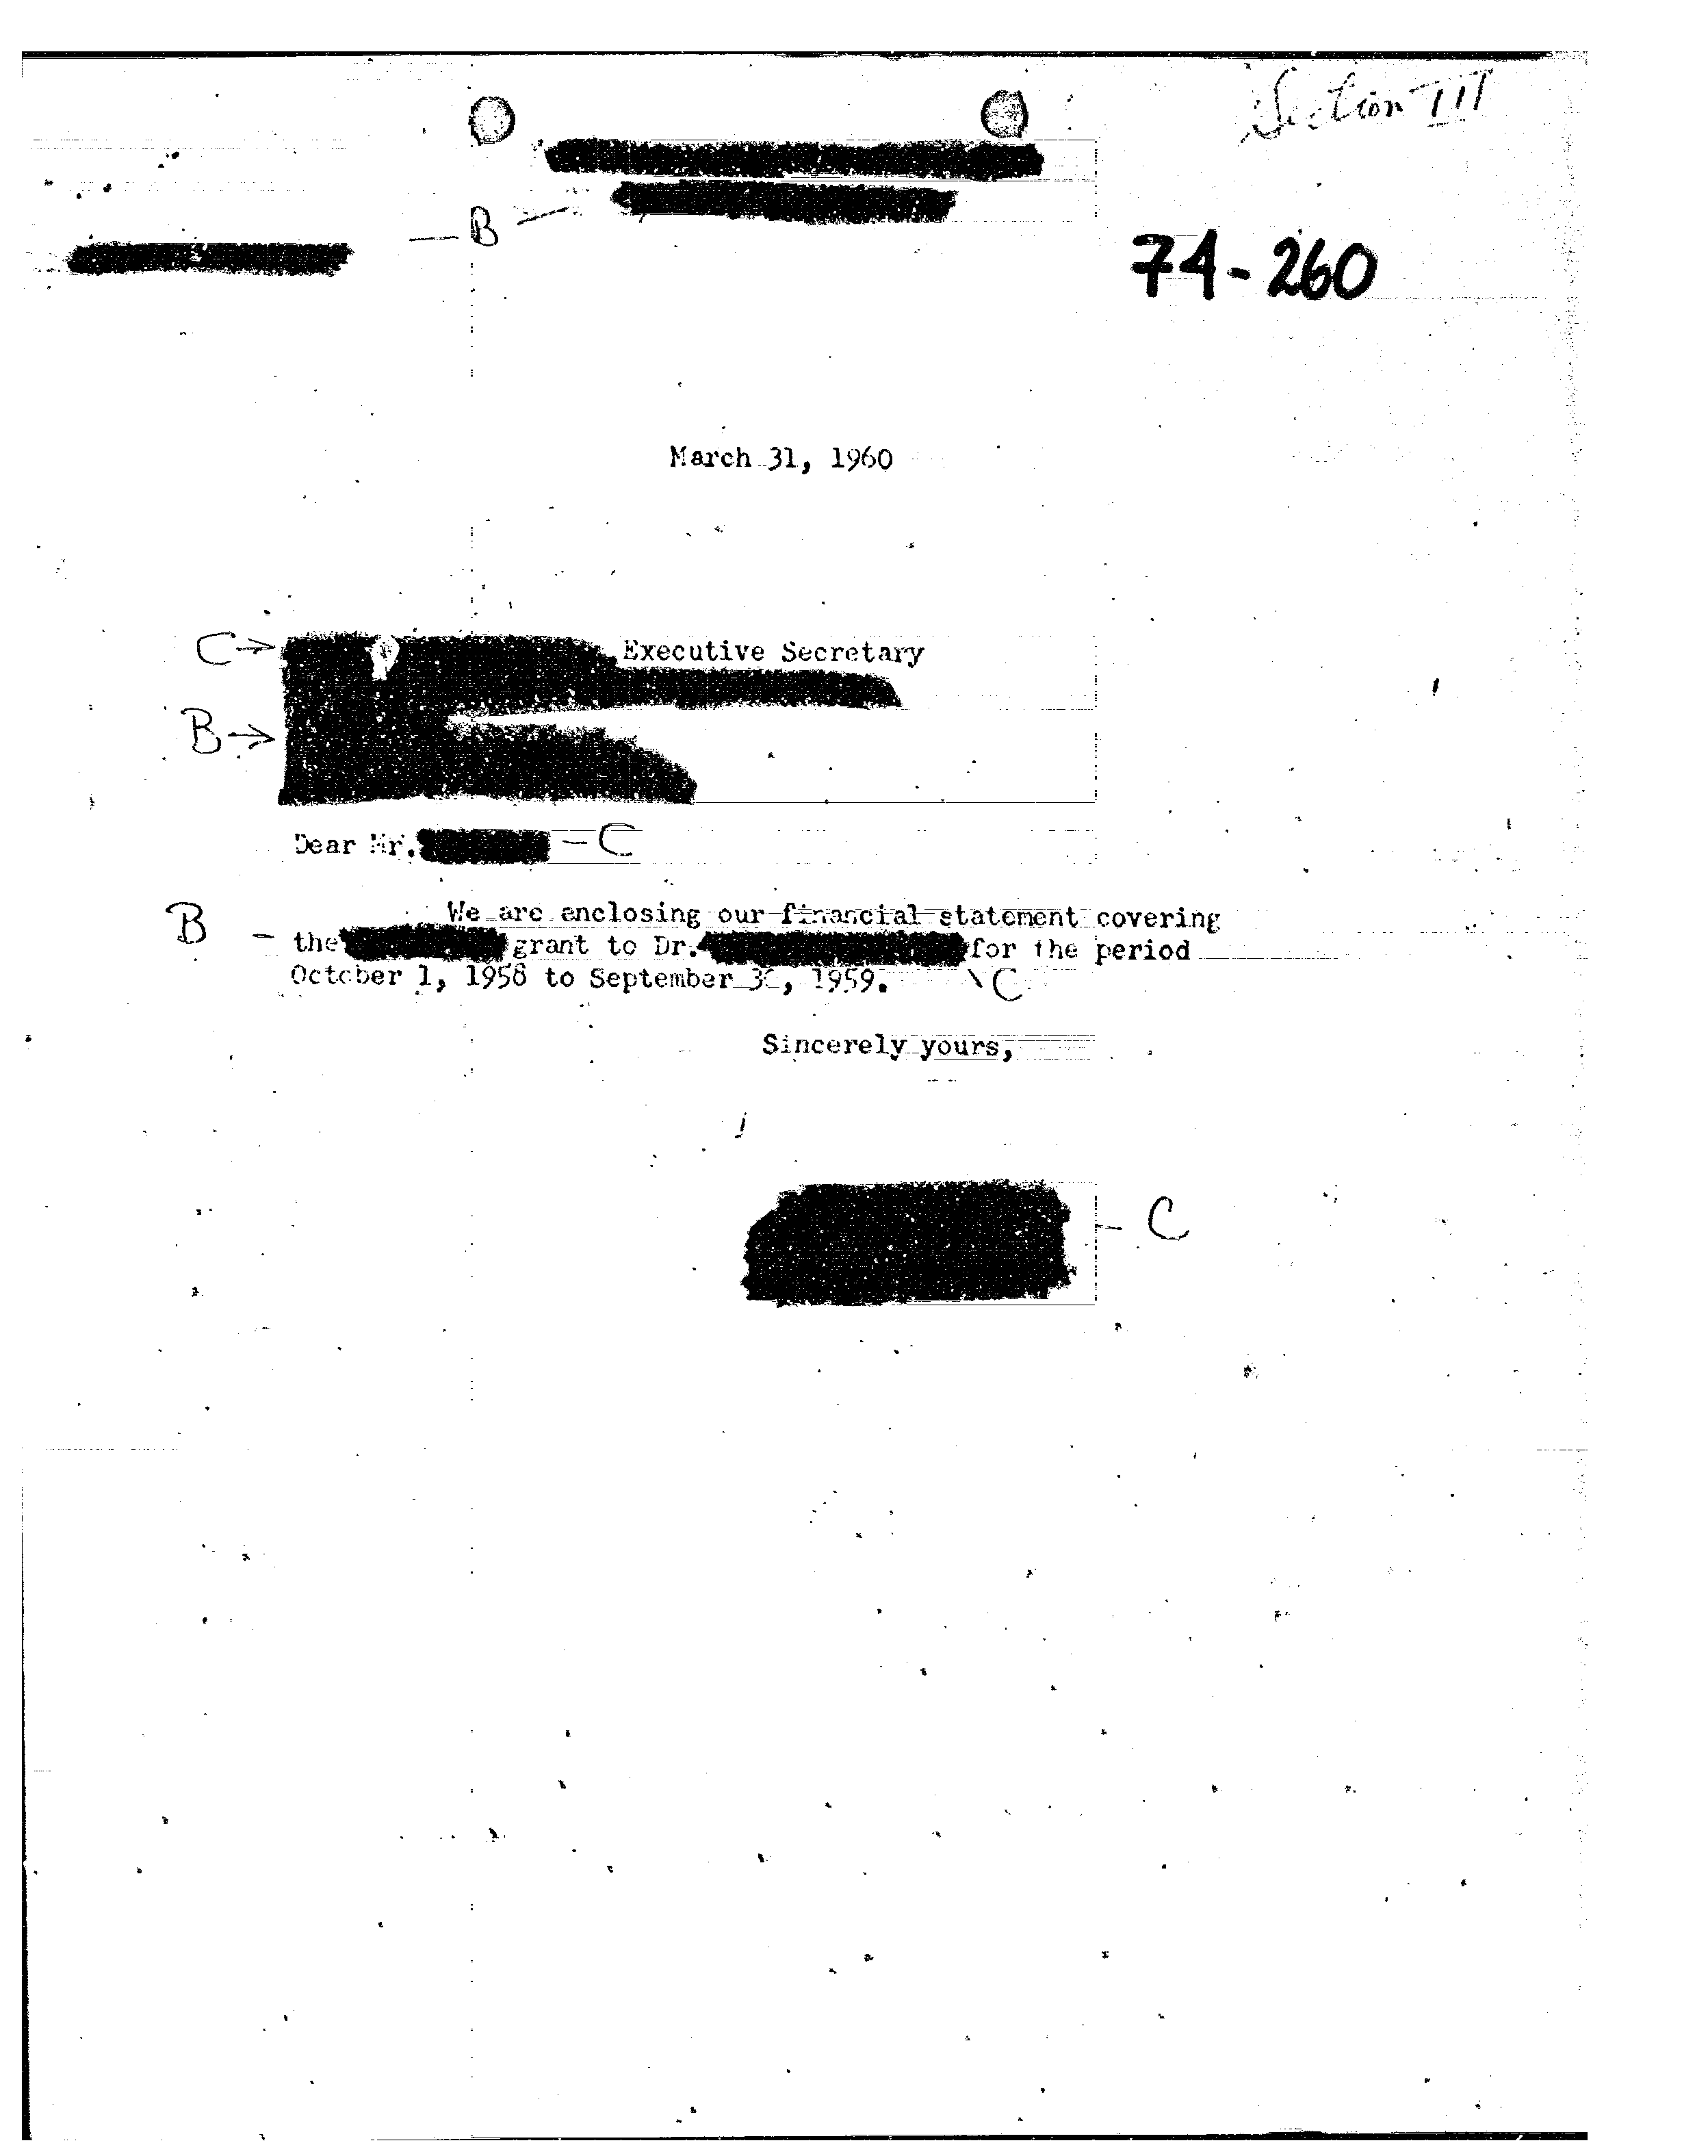 Section III
B
74-260
March 31, 1960
C → Executive Secretary
B →
Dear Mr. — C
We are enclosing our financial statement covering
B — the grant to Dr. for the period
October 1, 1958 to September 30, 1959. C
Sincerely yours,
C